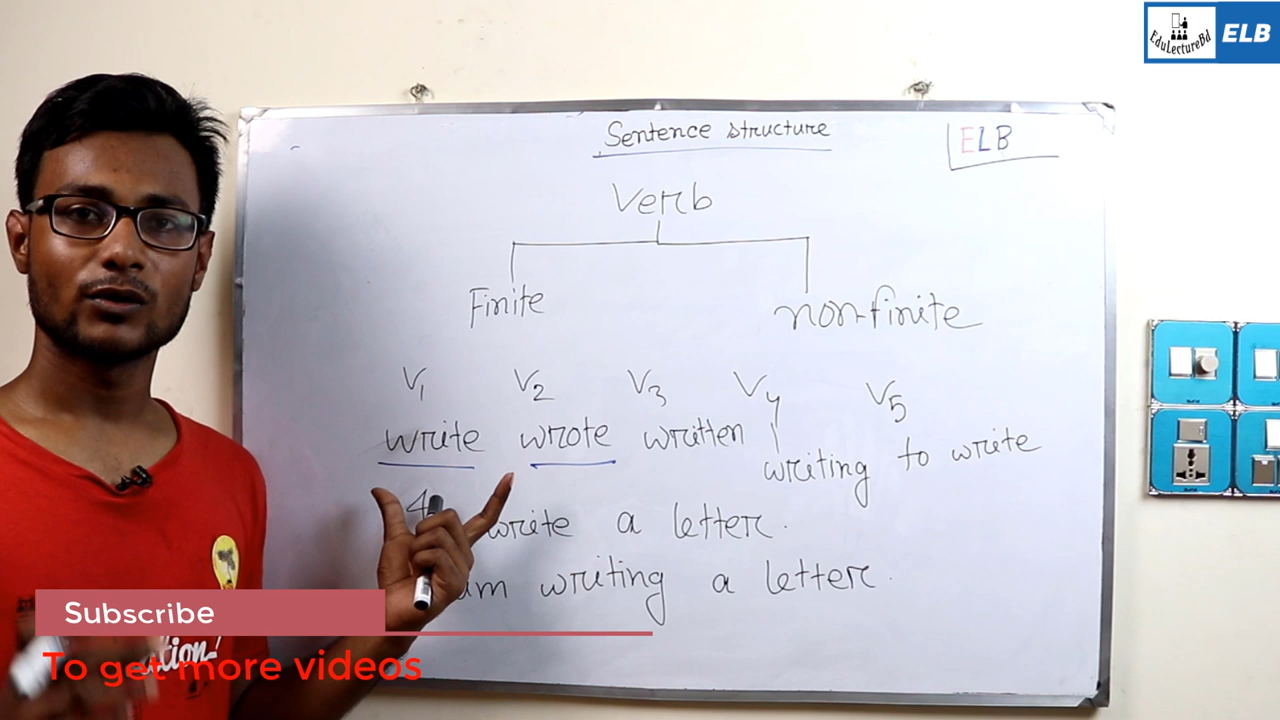 EduLectureBd ELB
Sentence structure
ELB
Verb
Finite
non-finite
V1 V2 V3 V4 V5
write wrote written writing to write
write a letter.
am writing a letter.
Subscribe
To get more videos